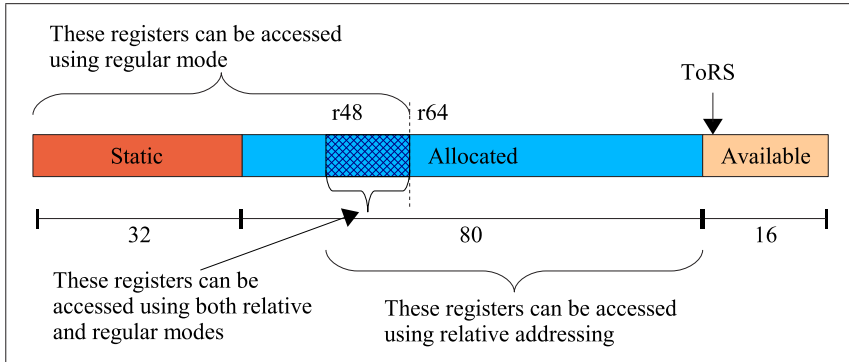 These registers can be accessed
using regular mode
ToRS
r48
r64
Static
Allocated
Available
32
80
16
These registers can be
accessed using both relative
and regular modes
These registers can be accessed
using relative addressing